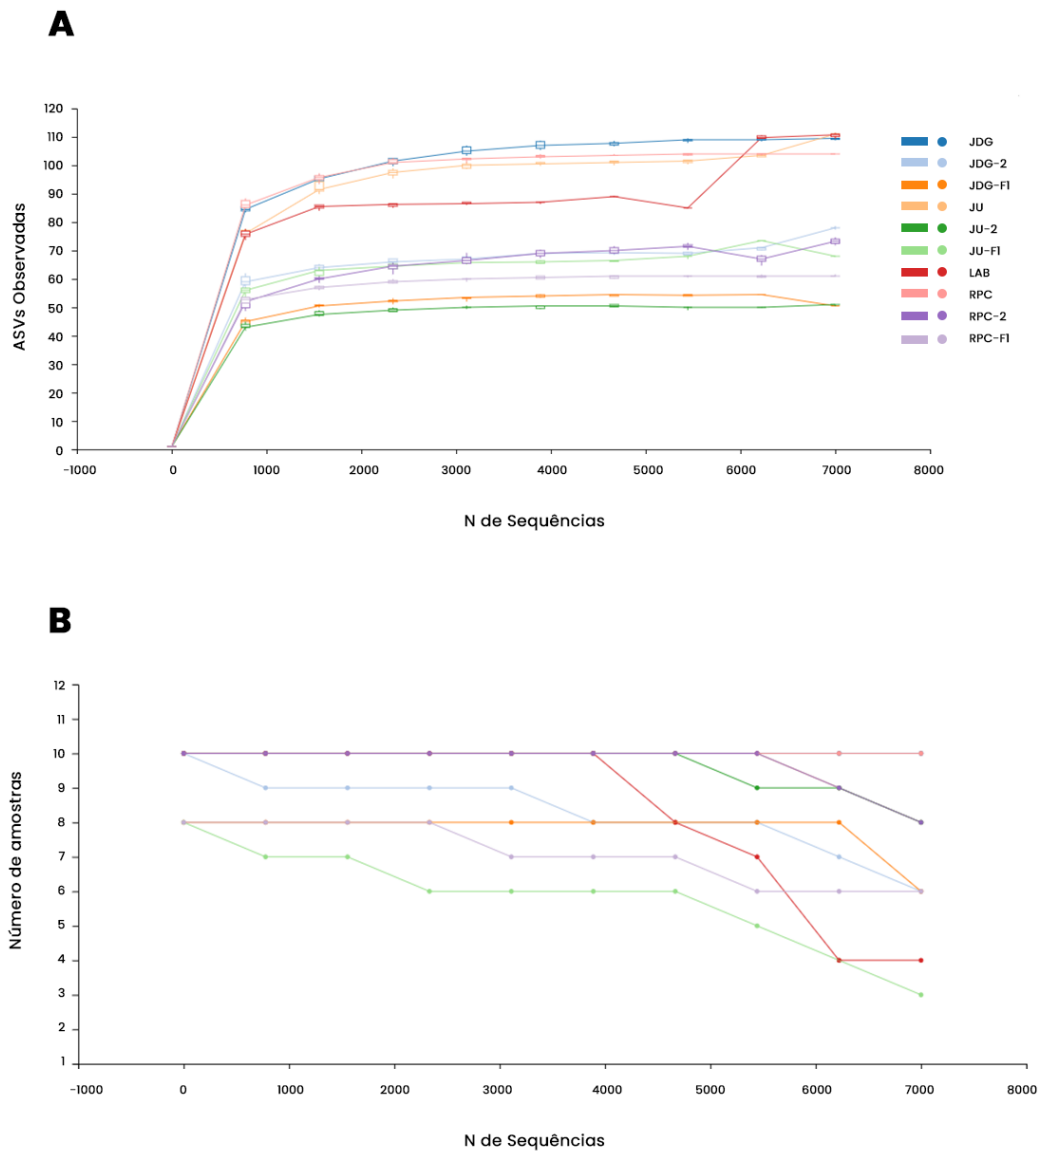 A
120
110
100
90
80
70
60
50
40
30
20
10
0
ASVs Observadas
-1000 0 1000 2000 3000 4000 5000 6000 7000 8000
N de Sequências
JDG
JDG-2
JDG-F1
JU
JU-2
JU-F1
LAB
RPC
RPC-2
RPC-F1
B
12
11
10
9
8
7
6
5
4
3
2
1
Número de amostras
-1000 0 1000 2000 3000 4000 5000 6000 7000 8000
N de Sequências